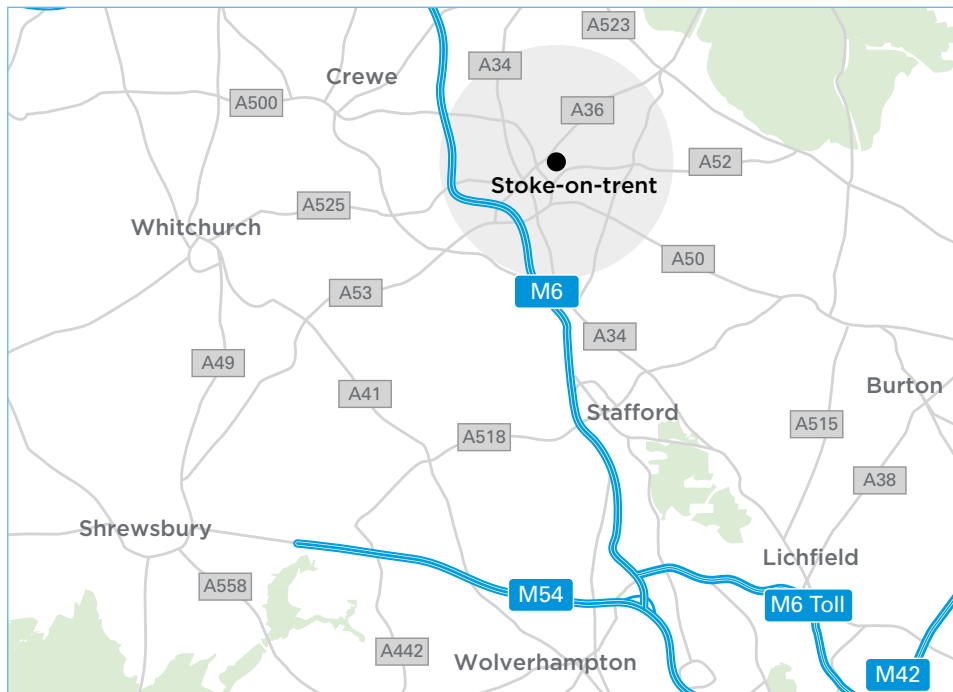 A523
A34
Crewe
A500
A36
A52
Stoke-on-trent
A525
Whitchurch
A50
A53
M6
A34
A49
A41
Burton
Stafford
A515
A518
A38
Shrewsbury
Lichfield
A558
M54
M6 Toll
A442
Wolverhampton
M42